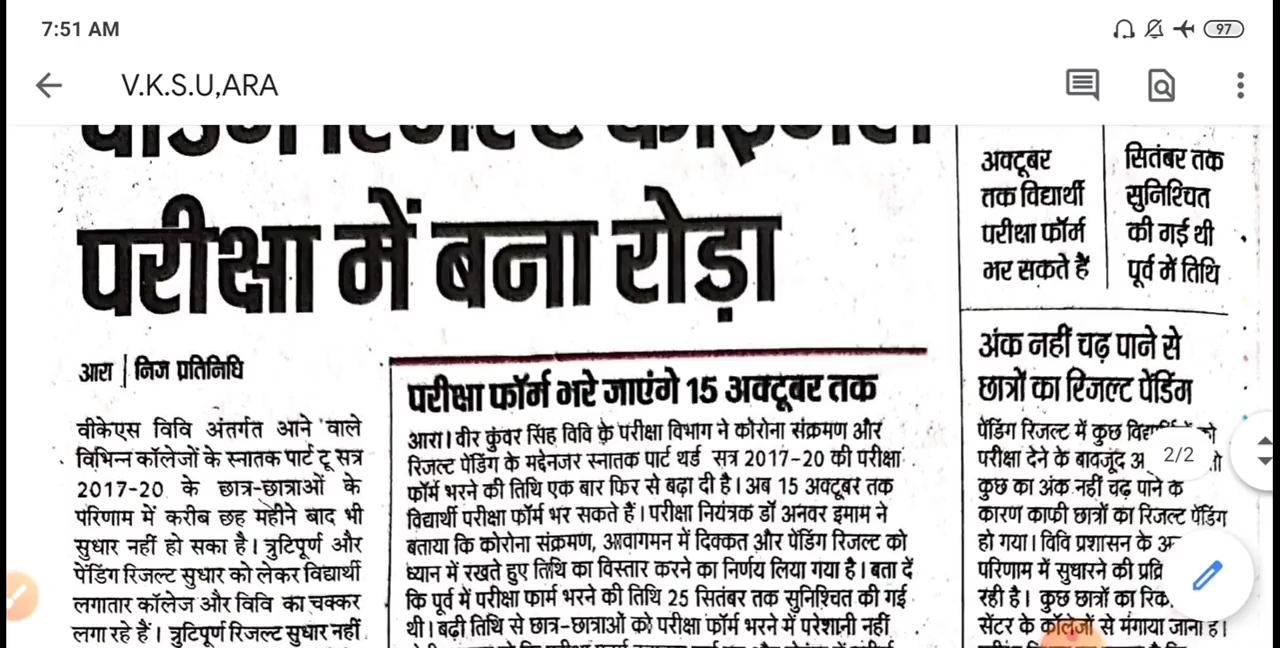 7:51 AM
97
V.K.S.U,ARA
परीक्षा में बना रोड़ा
आरा | निज प्रतिनिधि
वीकेएस विवि अंतर्गत आने वाले
विभिन्न कॉलेजों के स्नातक पार्ट टू सत्र
2017-20 के छात्र-छात्राओं के
परिणाम में करीब छह महीने बाद भी
सुधार नहीं हो सका है। त्रुटिपूर्ण और
पेंडिंग रिजल्ट सुधार को लेकर विद्यार्थी
लगातार कॉलेज और विवि का चक्कर
लगा रहे हैं। त्रुटिपूर्ण रिजल्ट सुधार नहीं
परीक्षा फॉर्म भरे जाएंगे 15 अक्टूबर तक
आरा। वीर कुंवर सिंह विवि के परीक्षा विभाग ने कोरोना संक्रमण और
रिजल्ट पेंडिंग के मद्देनजर स्नातक पार्ट थर्ड सत्र 2017-20 की परीक्षा
फॉर्म भरने की तिथि एक बार फिर से बढ़ा दी है। अब 15 अक्टूबर तक
विद्यार्थी परीक्षा फॉर्म भर सकते हैं। परीक्षा नियंत्रक डॉ अनवर इमाम ने
बताया कि कोरोना संक्रमण, आवागमन में दिक्कत और पेंडिंग रिजल्ट को
ध्यान में रखते हुए तिथि का विस्तार करने का निर्णय लिया गया है। बता दें
कि पूर्व में परीक्षा फार्म भरने की तिथि 25 सितंबर तक सुनिश्चित की गई
थी। बढ़ी तिथि से छात्र-छात्राओं को परीक्षा फॉर्म भरने में परेशानी नहीं
अक्टूबर
तक विद्यार्थी
परीक्षा फॉर्म
भर सकते हैं
सितंबर तक
सुनिश्चित
की गई थी
पूर्व में तिथि
अंक नहीं चढ़ पाने से
छात्रों का रिजल्ट पेंडिंग
पेंडिंग रिजल्ट में कुछ
परीक्षा देने के बावजूद
2/2
कुछ का अंक नहीं चढ़ पाने के
कारण काफी छात्रों का रिजल्ट पेंडिंग
हो गया। विवि प्रशासन के
परिणाम में सुधारने की
रही है। कुछ छात्रों का
सेंटर के कॉलेजों से मंगाया जाना है।